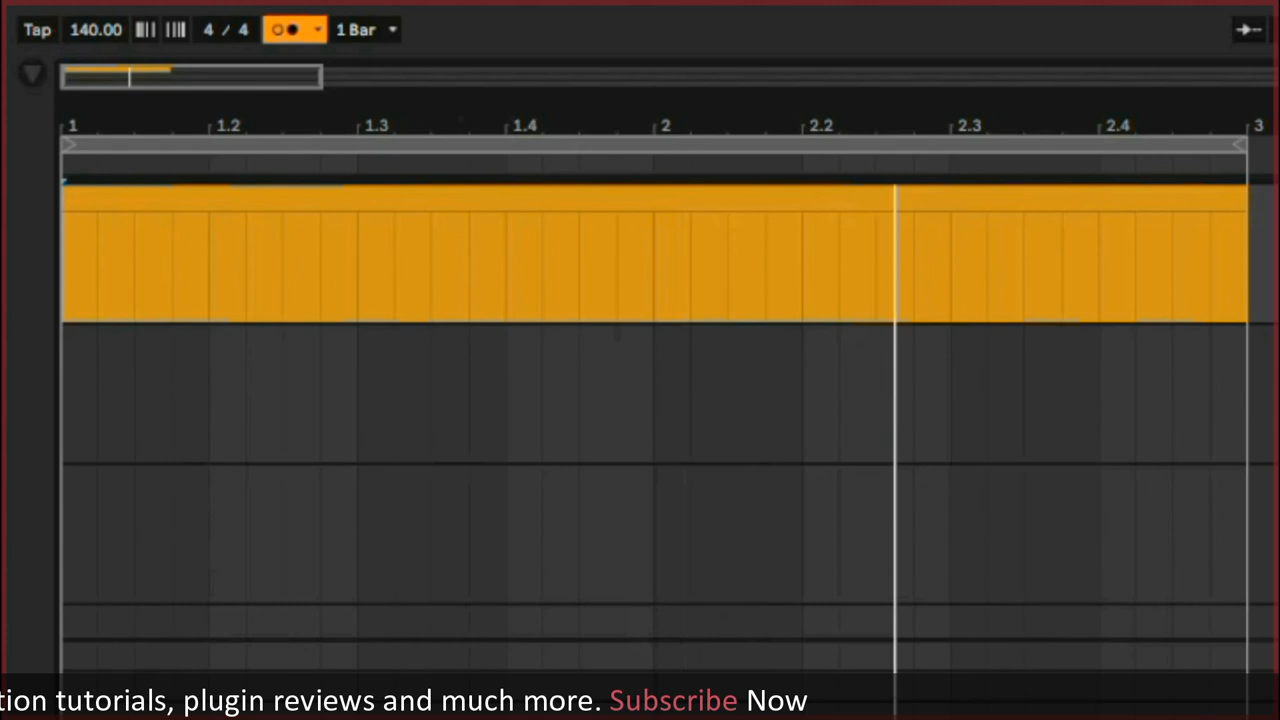 Tap 140.00 4 / 4 1 Bar
1 1.2 1.3 1.4 2 2.2 2.3 2.4 3
tion tutorials, plugin reviews and much more. Subscribe Now